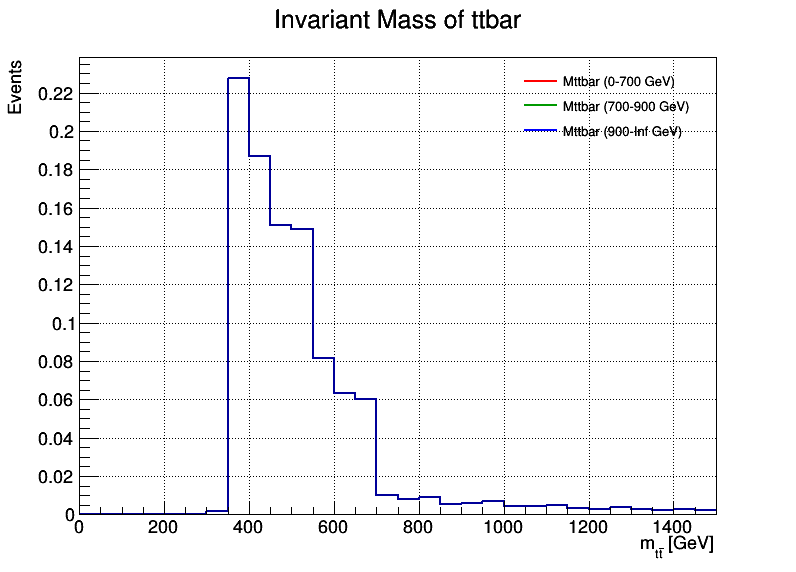 Invariant Mass of ttbar
Events
Mttbar (0-700 GeV)
Mttbar (700-900 GeV)
Mttbar (900-Inf GeV)
0.22
0.2
0.18
0.16
0.14
0.12
0.1
0.08
0.06
0.04
0.02
0
0 200 400 600 800 1000 1200 1400
m_{tt̄} [GeV]